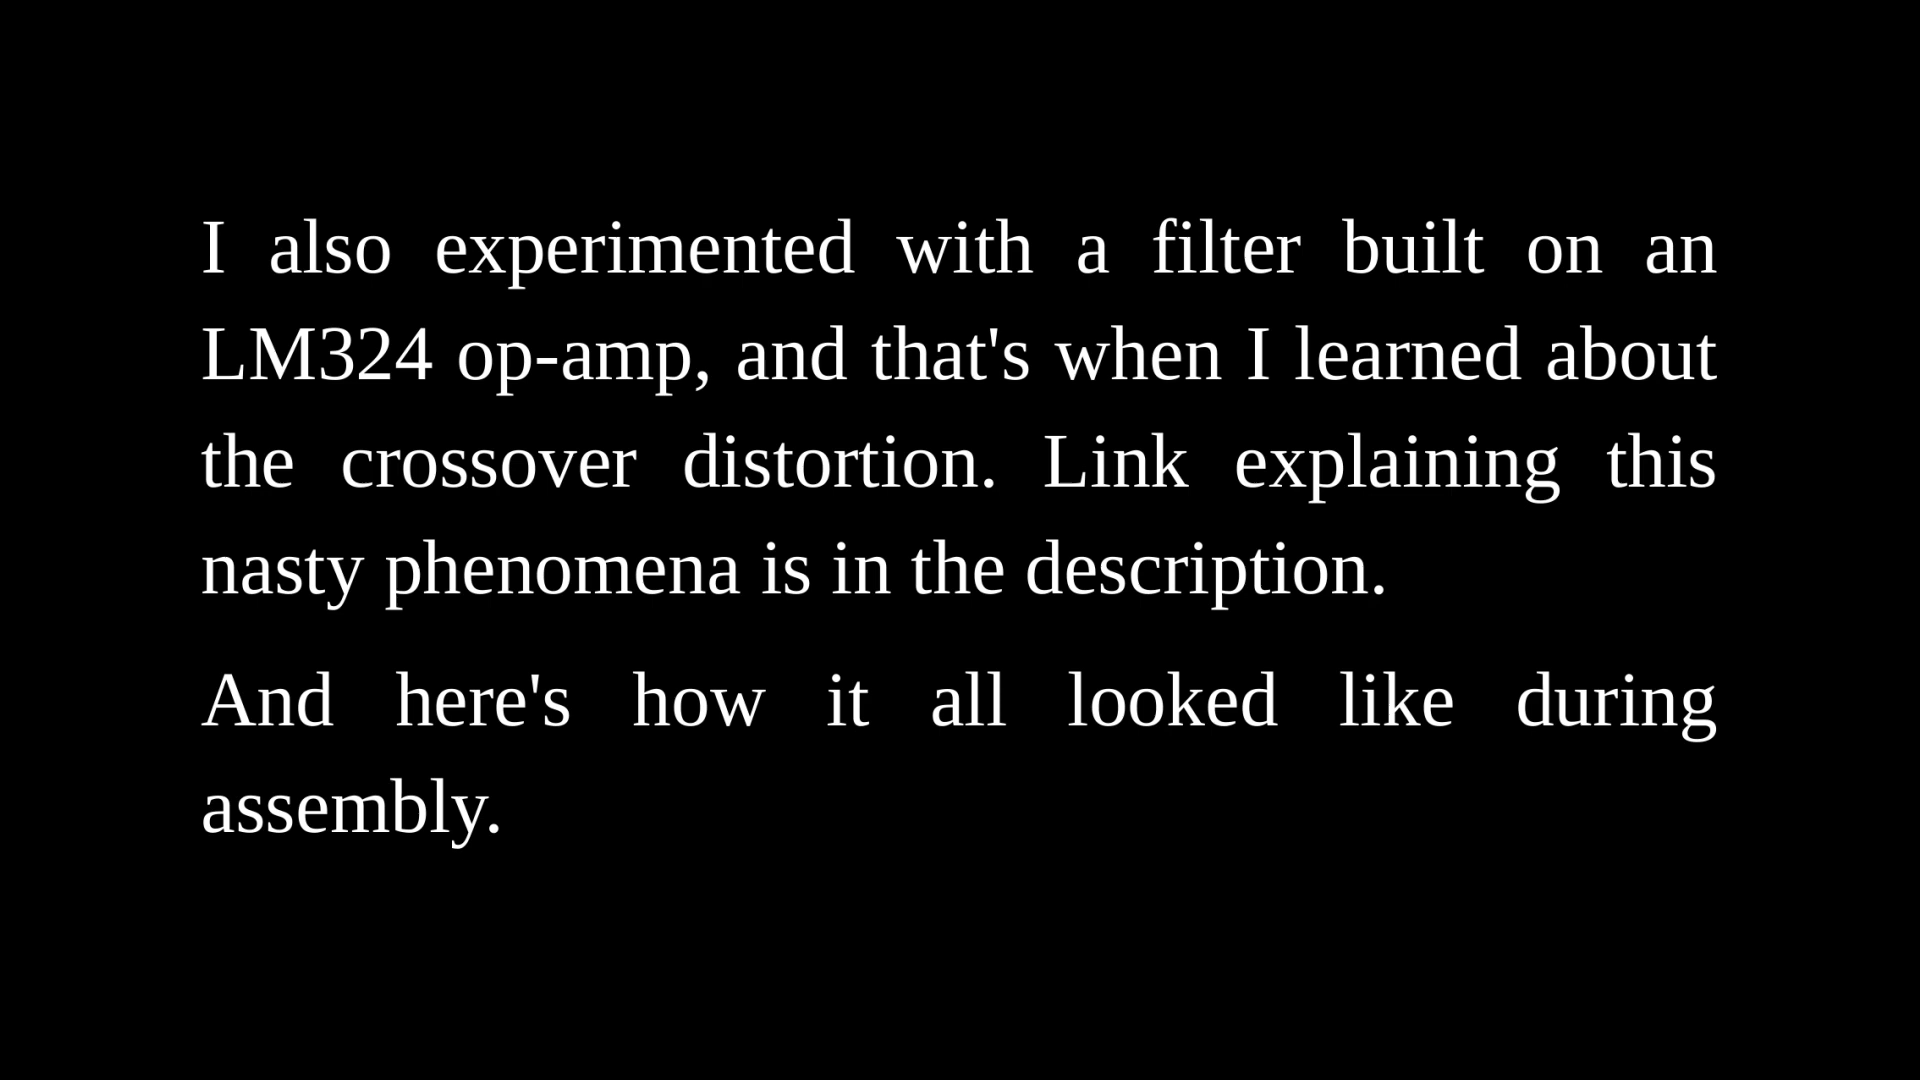 I also experimented with a filter built on an
LM324 op-amp, and that's when I learned about
the crossover distortion. Link explaining this
nasty phenomena is in the description.
And here's how it all looked like during
assembly.